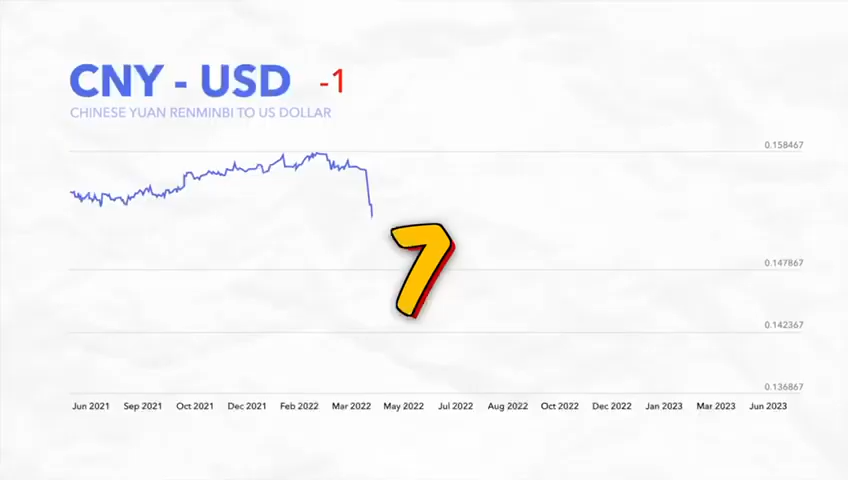 CNY - USD -1
CHINESE YUAN RENMINBI TO US DOLLAR
0.158467
7
0.147867
0.142367
0.136867
Jun 2021 Sep 2021 Oct 2021 Dec 2021 Feb 2022 Mar 2022 May 2022 Jul 2022 Aug 2022 Oct 2022 Dec 2022 Jan 2023 Mar 2023 Jun 2023